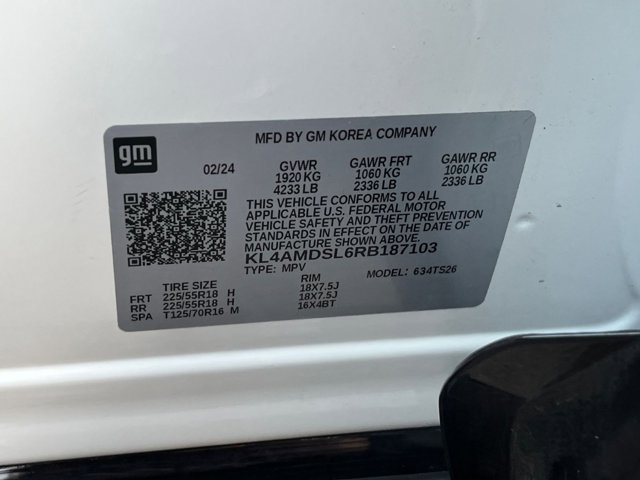 gm
MFD BY GM KOREA COMPANY
02/24 GVWR GAWR FRT GAWR RR
1920 KG 1060 KG 1060 KG
4233 LB 2336 LB 2336 LB
THIS VEHICLE CONFORMS TO ALL
APPLICABLE U.S. FEDERAL MOTOR
VEHICLE SAFETY AND THEFT PREVENTION
STANDARDS IN EFFECT ON THE DATE OF
MANUFACTURE SHOWN ABOVE.
KL4AMDSL6RB187103
TYPE: MPV MODEL: 634TS26
TIRE SIZE RIM
FRT 225/55R18 H 18X7.5J
RR 225/55R18 H 18X7.5J
SPA T125/70R16 M 16X4BT